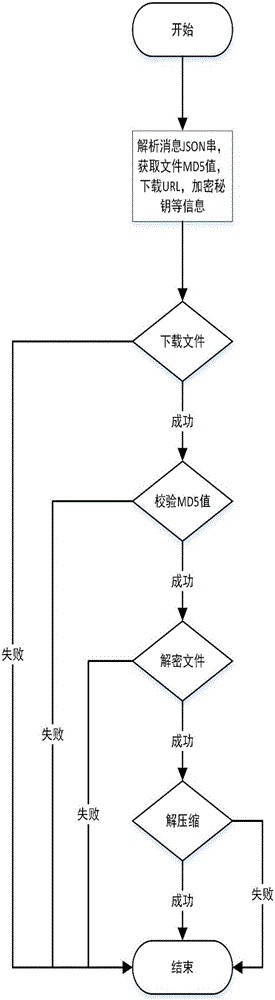 开始
解析消息JSON串，
获取文件MD5值，
下载URL，加密秘
钥等信息
下载文件
成功
校验MD5值
成功
解密文件
失败
失败
失败
成功
解压缩
成功
失败
结束